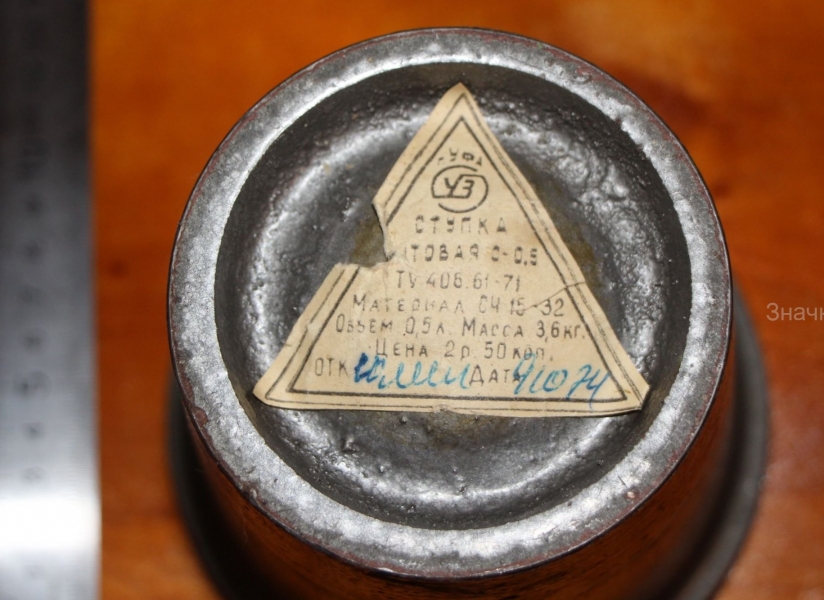 УФА
УЗ
СТУПКА
ТОВАЯ С-0,5
ТУ 406.61-71
МАТЕРИАЛ СЧ 15-32
ОБЪЕМ 0,5 Л. МАССА 3,6 КГ.
ЦЕНА 2 Р. 50 КОП.
ОТК ДАТА
Значк